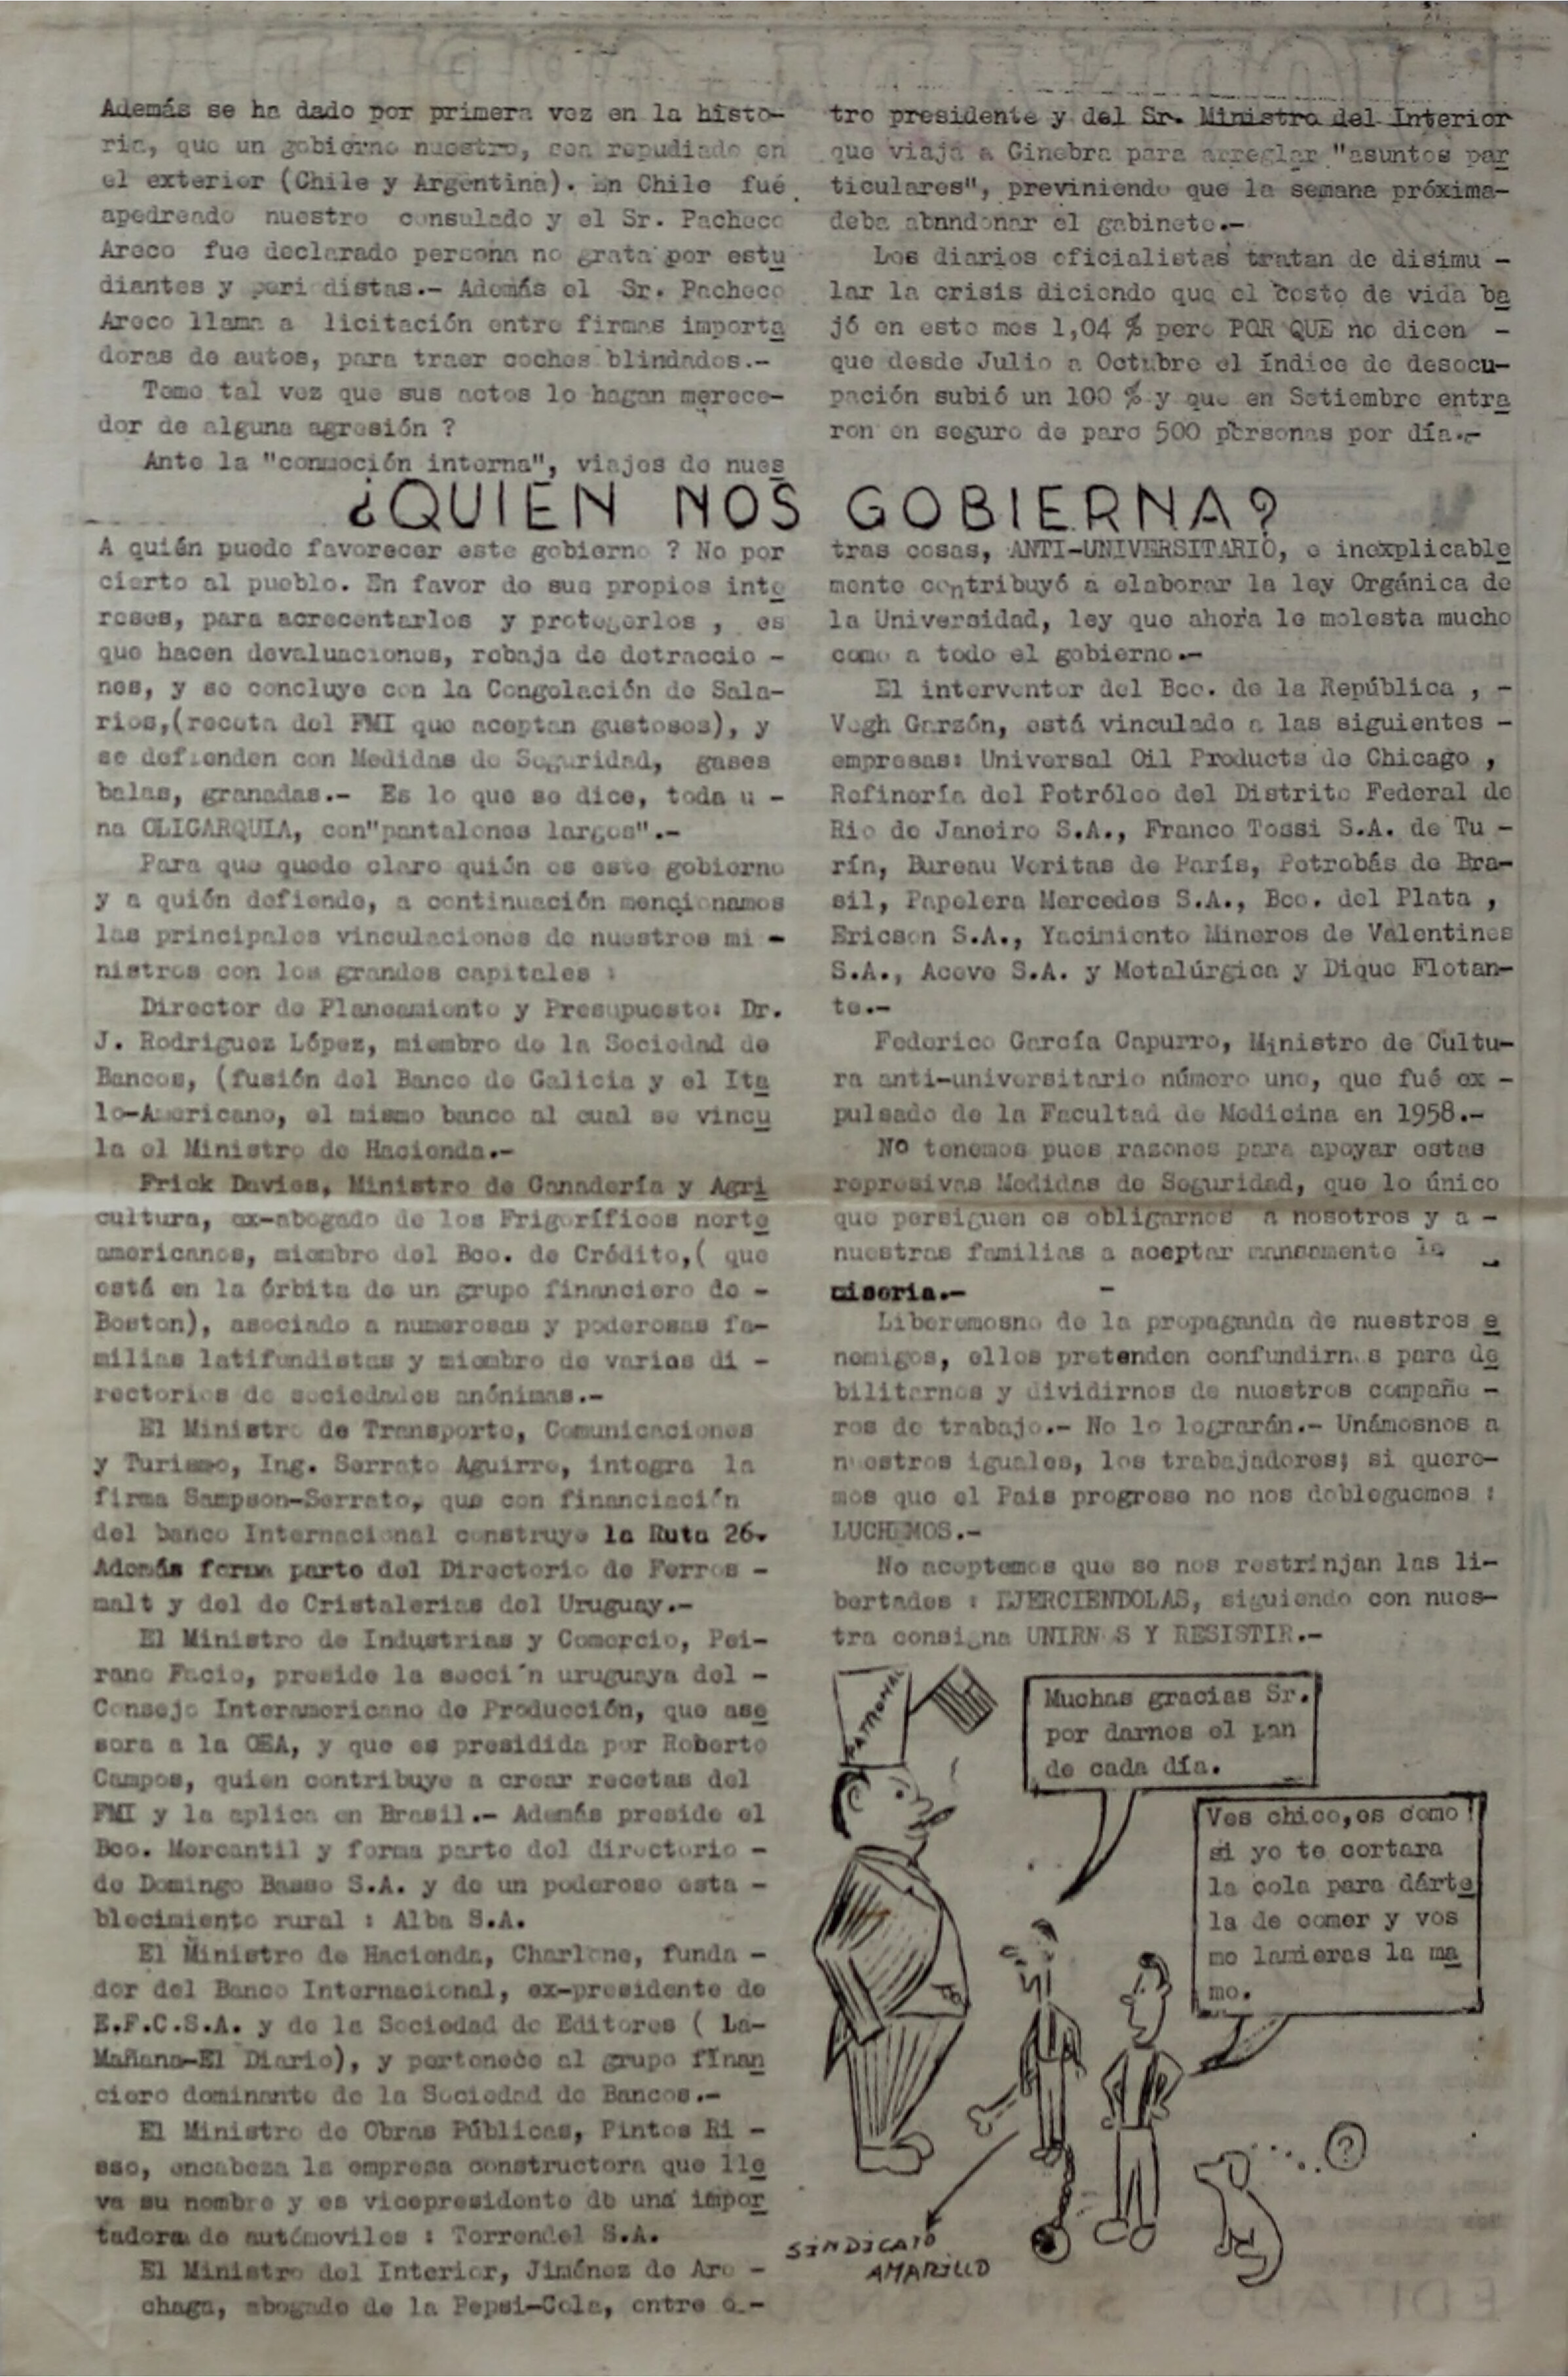 Además se ha dado por primera vez en la histo-
ria, que un gobierno nuestro, sea repudiado en
el exterior (Chile y Argentina). En Chile fué
apedreado nuestro consulado y el Sr. Pacheco
Areco fue declarado persona no grata por estu
diantes y peri distas.- Además el Sr. Pacheco
Areco llama a licitación entre firmas importa
doras de autos, para traer coches blindados.-
Teme tal vez que sus actos lo hagan merece-
dor de alguna agresión ?
Ante la "conmoción interna", viajes de nues
tro presidente y del Sr. Ministro del Interior
que viaja a Ginebra para arreglar "asuntos par
ticulares", previniendo que la semana próxima-
deba abandonar el gabinete.-
Los diarios oficialistas tratan de disimu -
lar la crisis diciendo que el costo de vida ba
jó en este mes 1,04 % pero POR QUE no dicen -
que desde Julio a Octubre el índice de desocu-
pación subió un 100 % y que en Setiembre entra
ron en seguro de paro 500 personas por día.-
¿QUIEN NOS GOBIERNA?
A quién puede favorecer este gobierno ? No por
cierto al pueblo. En favor de sus propios inte
reses, para acrecentarlos y protegerlos , es
que hacen devaluaciones, rebaja de detraccio -
nes, y se concluye con la Congelación de Sala-
rios,(receta del FMI que aceptan gustosos), y
se defienden con Medidas de Seguridad, gases
balas, granadas.- Es lo que se dice, toda u -
na OLIGARQUIA, con"pantalones largos".-
Para que quede claro quién es este gobierno
y a quién defiende, a continuación mencionamos
las principales vinculaciones de nuestros mi -
nistros con los grandes capitales :
Director de Planeamiento y Presupuesto: Dr.
J. Rodriguez López, miembro de la Sociedad de
Bancos, (fusión del Banco de Galicia y el Ita
lo-Americano, el mismo banco al cual se vincu
la el Ministro de Hacienda.-
Frick Davies, Ministro de Ganadería y Agri
cultura, ex-abogado de los Frigoríficos norte
americanos, miembro del Bco. de Crédito,( que
está en la órbita de un grupo financiero de -
Boston), asociado a numerosas y poderosas fa-
milias latifundistas y miembro de varios di -
rectorios de sociedades anónimas.-
El Ministro de Transporte, Comunicaciones
y Turismo, Ing. Serrato Aguirre, integra la
firma Sampson-Serrato, que con financiaci´n
del banco Internacional construye la Ruta 26.
Además forma parte del Directorio de Ferros -
malt y del de Cristalerias del Uruguay.-
El Ministro de Industrias y Comercio, Pei-
rano Facio, preside la secci´n uruguaya del -
Consejo Interamericano de Producción, que ase
sora a la OEA, y que es presidida por Roberto
Campos, quien contribuye a crear recetas del
FMI y la aplica en Brasil.- Además preside el
Bco. Mercantil y forma parte del directorio -
de Domingo Basso S.A. y de un poderoso esta -
blecimiento rural : Alba S.A.
El Ministro de Hacienda, Charlone, funda -
dor del Banco Internacional, ex-presidente de
E.F.C.S.A. y de la Sociedad de Editores ( La-
Mañana-El Diario), y pertenece al grupo finan
ciero dominante de la Sociedad de Bancos.-
El Ministro de Obras Públicas, Pintos Ri -
sso, encabeza la empresa constructora que lle
va su nombre y es vicepresidente de una impor
tadora de automóviles : Torrendel S.A.
El Ministro del Interior, Jiménez de Are -
chaga, abogado de la Pepsi-Cola, entre o -
tras cosas, ANTI-UNIVERSITARIO, e inexplicable
mente contribuyó a elaborar la ley Orgánica de
la Universidad, ley que ahora le molesta mucho
como a todo el gobierno.-
El interventor del Bco. de la República , -
Vegh Garzón, está vinculado a las siguientes -
empresas: Universal Oil Products de Chicago ,
Refinería del Petróleo del Distrito Federal de
Rio de Janeiro S.A., Franco Tossi S.A. de Tu -
rín, Bureau Veritas de París, Petrobás de Bra-
sil, Papelera Mercedes S.A., Bco. del Plata ,
Ericson S.A., Yacimiento Mineros de Valentines
S.A., Aceve S.A. y Metalúrgica y Dique Flotan-
te.-
Federico García Capurro, Ministro de Cultu-
ra anti-universitario número uno, que fué ex -
pulsado de la Facultad de Medicina en 1958.-
No tenemos pues razones para apoyar estas
represivas Medidas de Seguridad, que lo único
que persiguen es obligarnos a nosotros y a -
nuestras familias a aceptar mansamente la -
miseria.-
Liberemosno de la propaganda de nuestros e
nemigos, ellos pretenden confundirnos para de
bilitarnos y dividirnos de nuestros compañe -
ros de trabajo.- No lo lograrán.- Unámosnos a
nuestros iguales, los trabajadores; si quere-
mos que el Pais progrese no nos dobleguemos :
LUCHEMOS.-
No aceptemos que se nos restrinjan las li-
bertades : EJERCIENDOLAS, siguiendo con nues-
tra consigna UNIRNOS Y RESISTIR.-
PATRONAL
Muchas gracias Sr.
por darnos el pan
de cada día.
Ves chico,es como
si yo te cortara
la cola para dárte
la de comer y vos
me lamieras la ma
no.
?
SINDICATO
AMARILLO